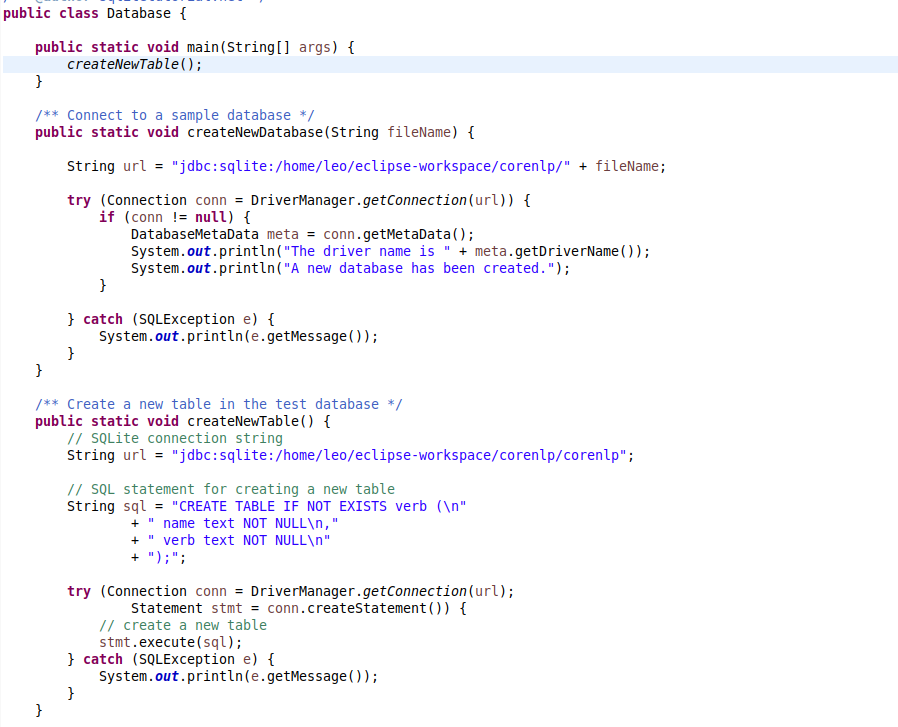 public class Database {
public static void main(String[] args) {
createNewTable();
}
/** Connect to a sample database */
public static void createNewDatabase(String fileName) {
String url = "jdbc:sqlite:/home/leo/eclipse-workspace/corenlp/" + fileName;
try (Connection conn = DriverManager.getConnection(url)) {
if (conn != null) {
DatabaseMetaData meta = conn.getMetaData();
System.out.println("The driver name is " + meta.getDriverName());
System.out.println("A new database has been created.");
}
} catch (SQLException e) {
System.out.println(e.getMessage());
}
}
/** Create a new table in the test database */
public static void createNewTable() {
// SQLite connection string
String url = "jdbc:sqlite:/home/leo/eclipse-workspace/corenlp/corenlp";
// SQL statement for creating a new table
String sql = "CREATE TABLE IF NOT EXISTS verb (\n"
+ " name text NOT NULL\n,"
+ " verb text NOT NULL\n"
+ ");";
try (Connection conn = DriverManager.getConnection(url);
Statement stmt = conn.createStatement()) {
// create a new table
stmt.execute(sql);
} catch (SQLException e) {
System.out.println(e.getMessage());
}
}